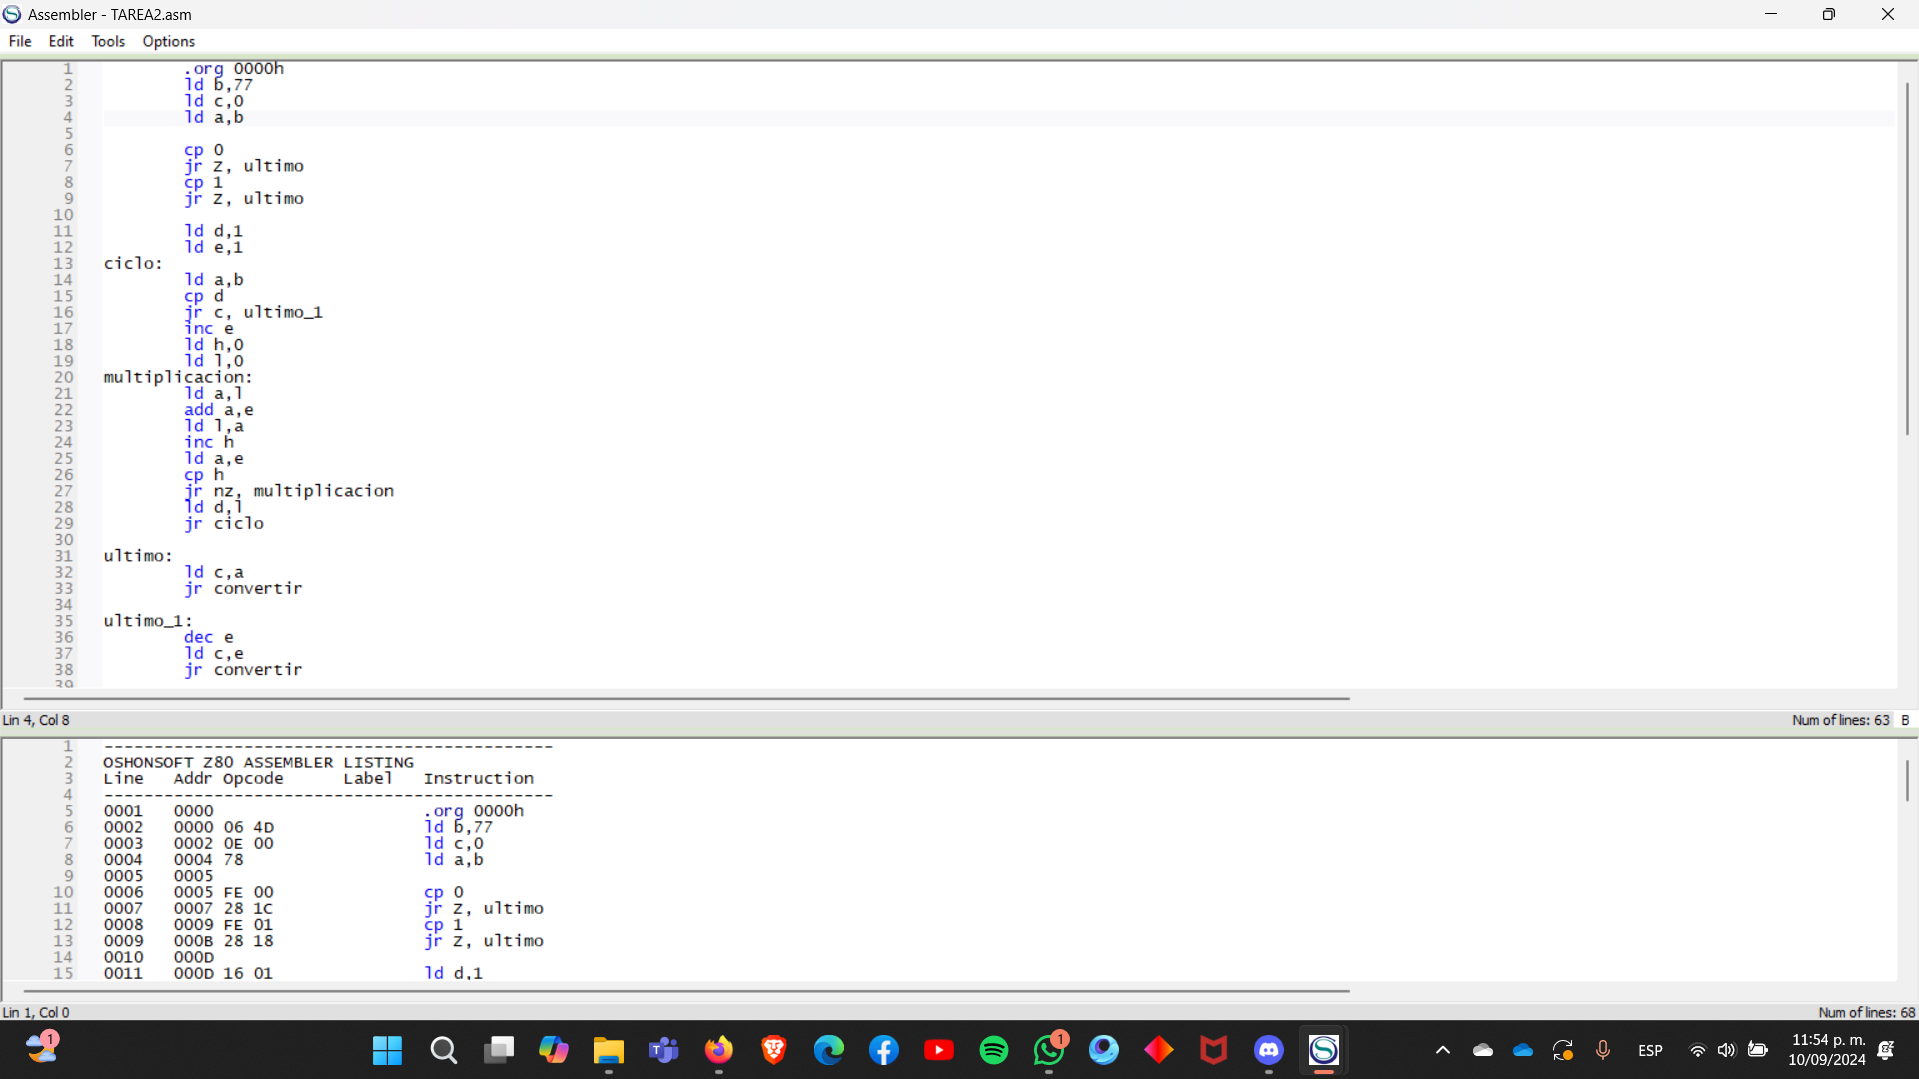 Assembler - TAREA2.asm
File Edit Tools Options
1 .org 0000h
2 ld b,77
3 ld c,0
4 ld a,b
5
6 cp 0
7 jr Z, ultimo
8 cp 1
9 jr Z, ultimo
10
11 ld d,1
12 ld e,1
13 ciclo:
14 ld a,b
15 cp d
16 jr c, ultimo_1
17 inc e
18 ld h,0
19 ld l,0
20 multiplicacion:
21 ld a,l
22 add a,e
23 ld l,a
24 inc h
25 ld a,e
26 cp h
27 jr nz, multiplicacion
28 ld d,l
29 jr ciclo
30
31 ultimo:
32 ld c,a
33 jr convertir
34
35 ultimo_1:
36 dec e
37 ld c,e
38 jr convertir
39
Lin 4, Col 8 Num of lines: 63 B
1 ---------------------------------------------
2 OSHONSOFT Z80 ASSEMBLER LISTING
3 Line Addr Opcode Label Instruction
4 ---------------------------------------------
5 0001 0000 .org 0000h
6 0002 0000 06 4D ld b,77
7 0003 0002 0E 00 ld c,0
8 0004 0004 78 ld a,b
9 0005 0005
10 0006 0005 FE 00 cp 0
11 0007 0007 28 1C jr Z, ultimo
12 0008 0009 FE 01 cp 1
13 0009 000B 28 18 jr Z, ultimo
14 0010 000D
15 0011 000D 16 01 ld d,1
Lin 1, Col 0 Num of lines: 68
1 1 ESP 11:54 p. m.
10/09/2024